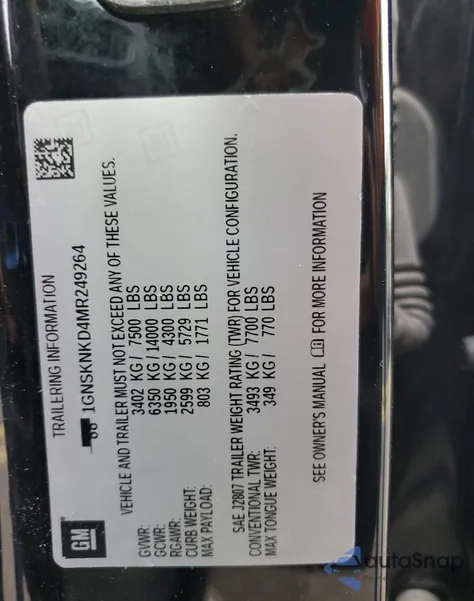 TRAILERING INFORMATION
1GNSKNKD4MR249264
GM
VEHICLE AND TRAILER MUST NOT EXCEED ANY OF THESE VALUES.
GVWR: 3402 KG / 7500 LBS
GCWR: 6350 KG / 14000 LBS
RGAWR: 1950 KG / 4300 LBS
CURB WEIGHT: 2599 KG / 5729 LBS
MAX PAYLOAD: 803 KG / 1771 LBS
SAE J2807 TRAILER WEIGHT RATING (TWR) FOR VEHICLE CONFIGURATION.
CONVENTIONAL TWR: 3493 KG / 7700 LBS
MAX TONGUE WEIGHT: 349 KG / 770 LBS
SEE OWNER'S MANUAL FOR MORE INFORMATION
AutoSnap